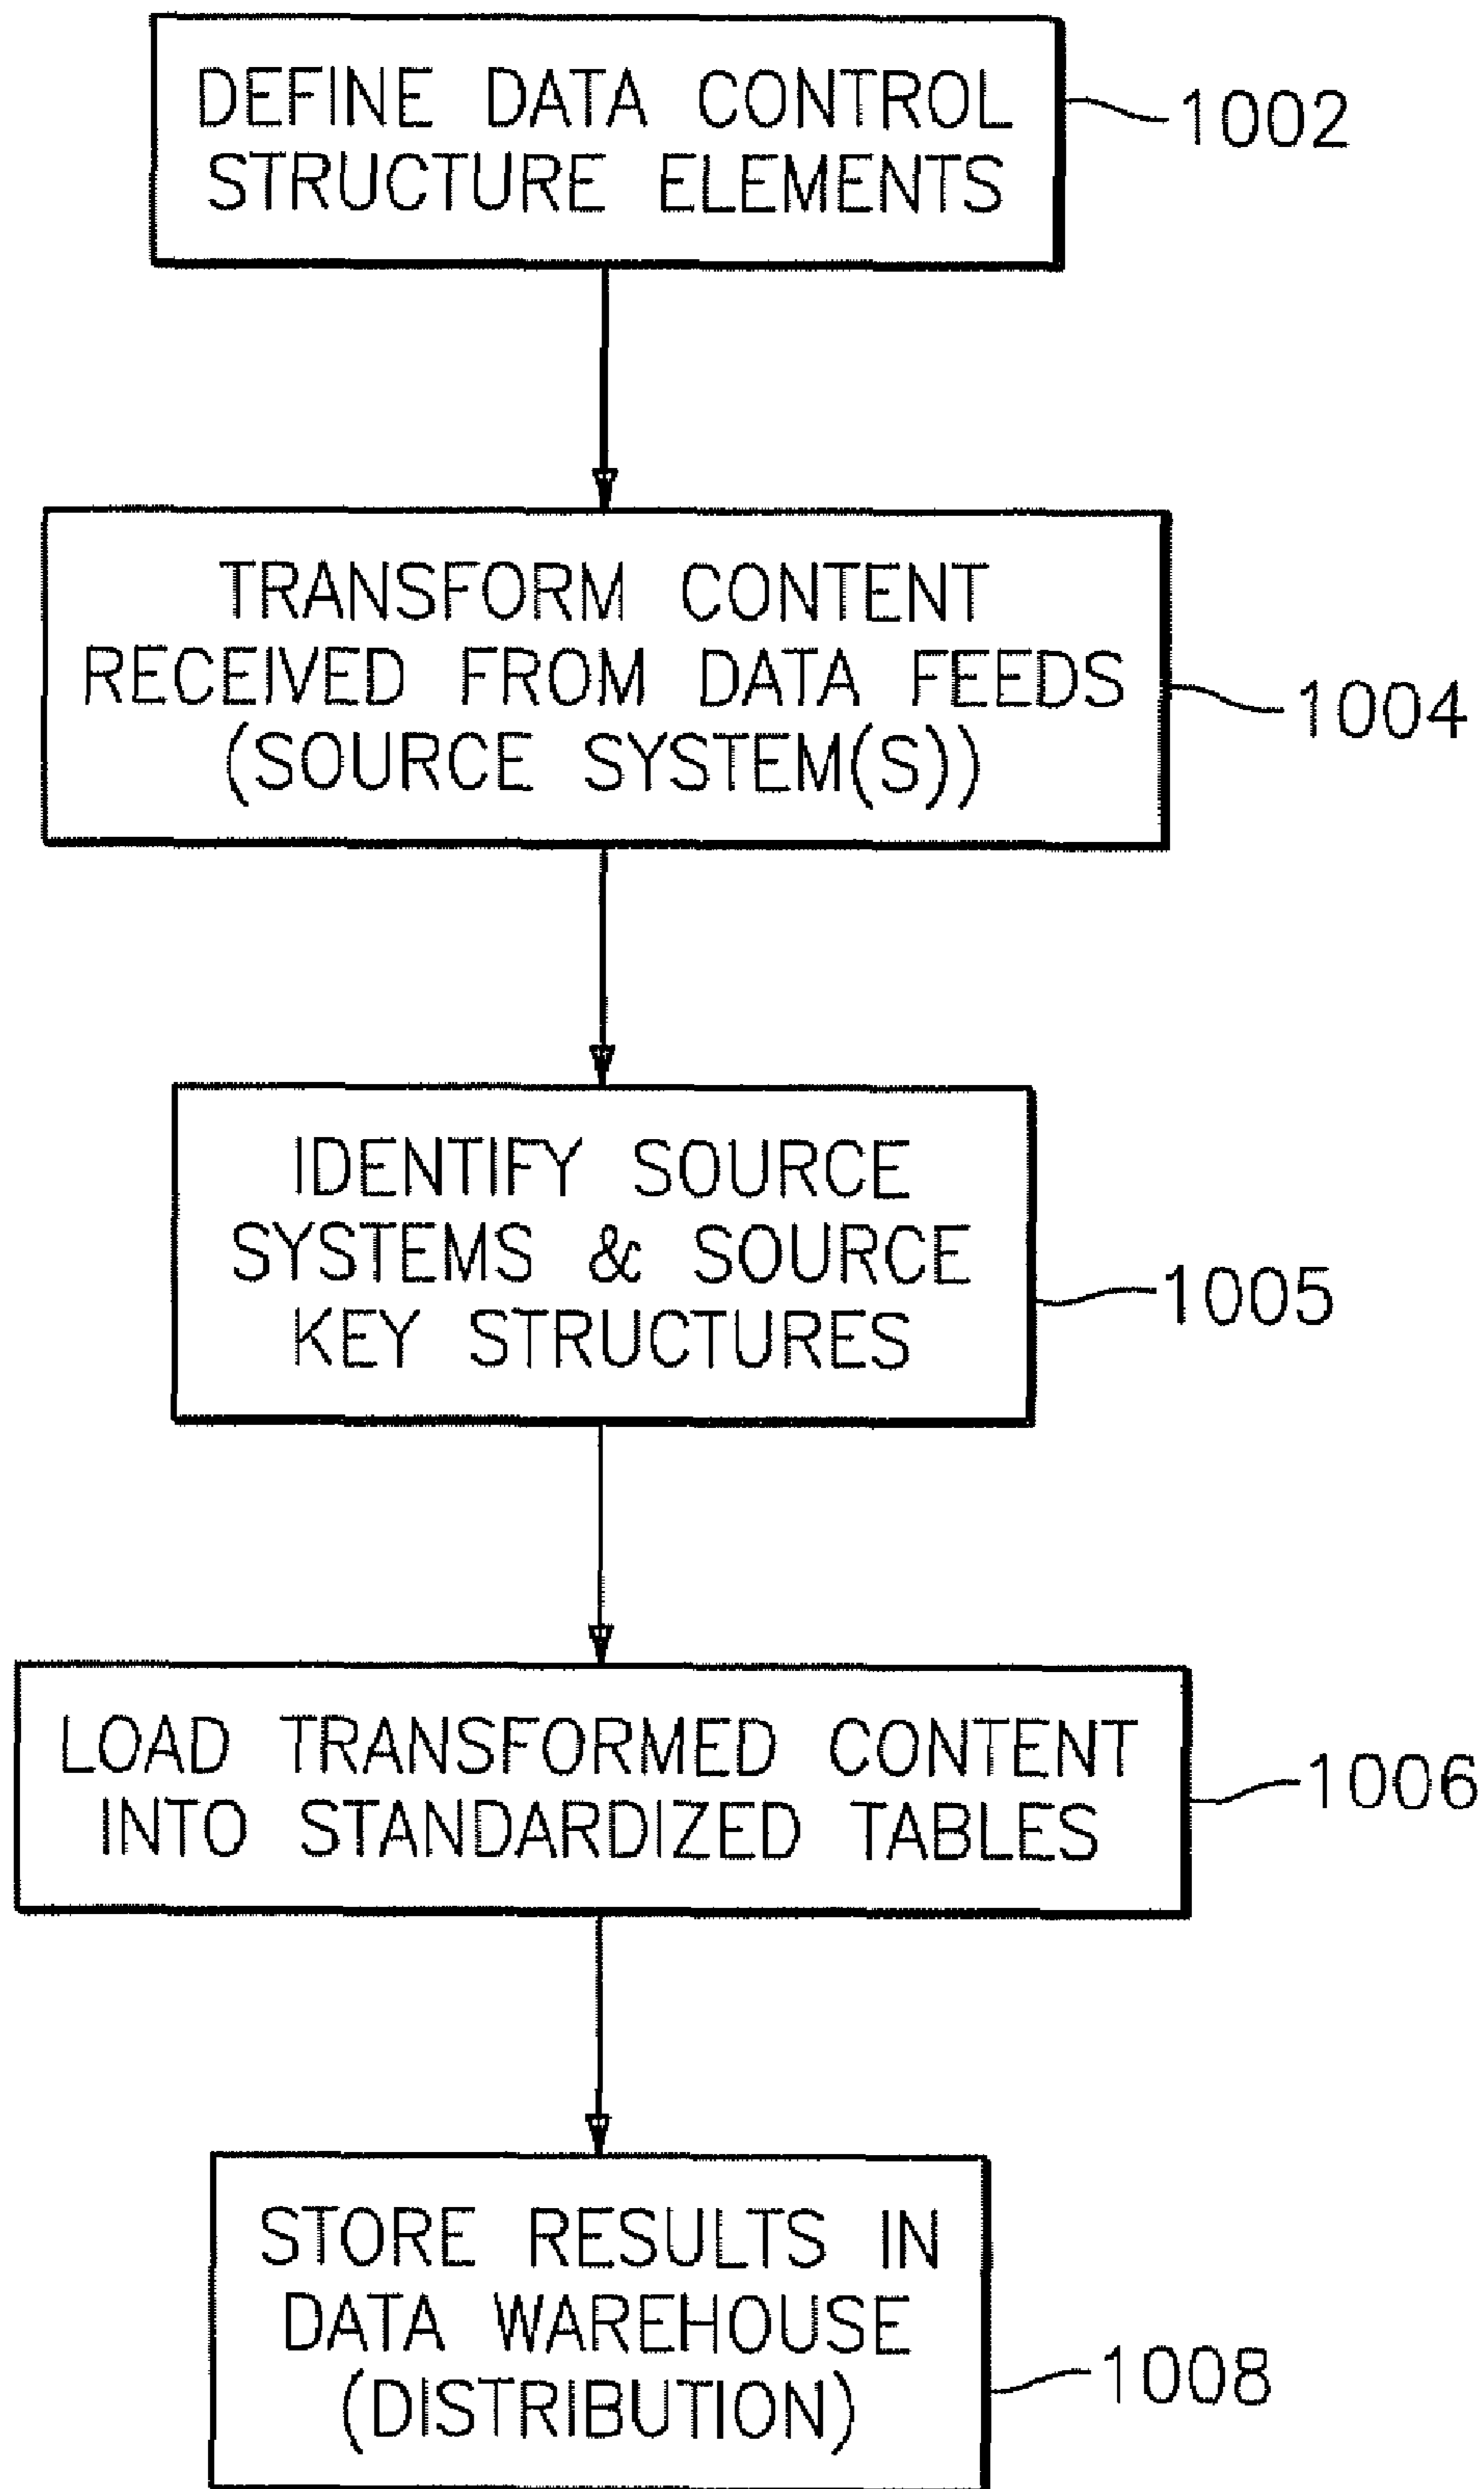 DEFINE DATA CONTROL
STRUCTURE ELEMENTS
1002
TRANSFORM CONTENT
RECEIVED FROM DATA FEEDS
(SOURCE SYSTEM(S))
1004
IDENTIFY SOURCE
SYSTEMS & SOURCE
KEY STRUCTURES
1005
LOAD TRANSFORMED CONTENT
INTO STANDARDIZED TABLES
1006
STORE RESULTS IN
DATA WAREHOUSE
(DISTRIBUTION)
1008